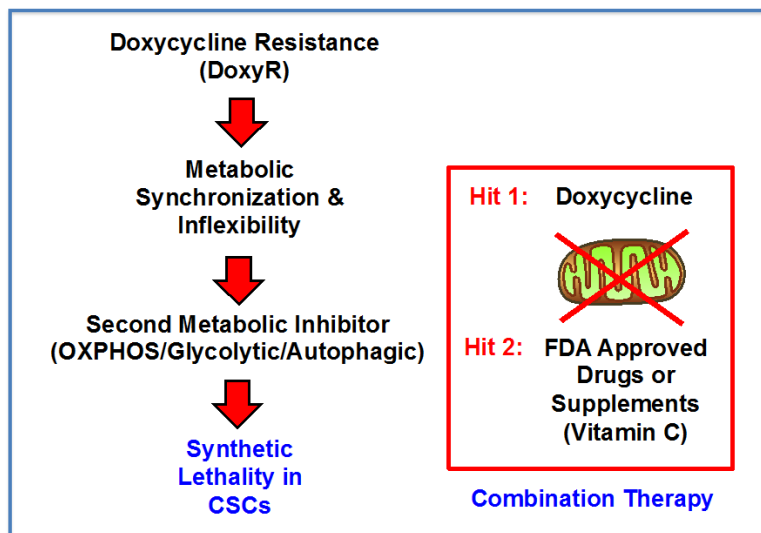 Doxycycline Resistance
(DoxyR)
Metabolic
Synchronization &
Inflexibility
Second Metabolic Inhibitor
(OXPHOS/Glycolytic/Autophagic)
Synthetic
Lethality in
CSCs
Hit 1: Doxycycline
Hit 2: FDA Approved
Drugs or
Supplements
(Vitamin C)
Combination Therapy